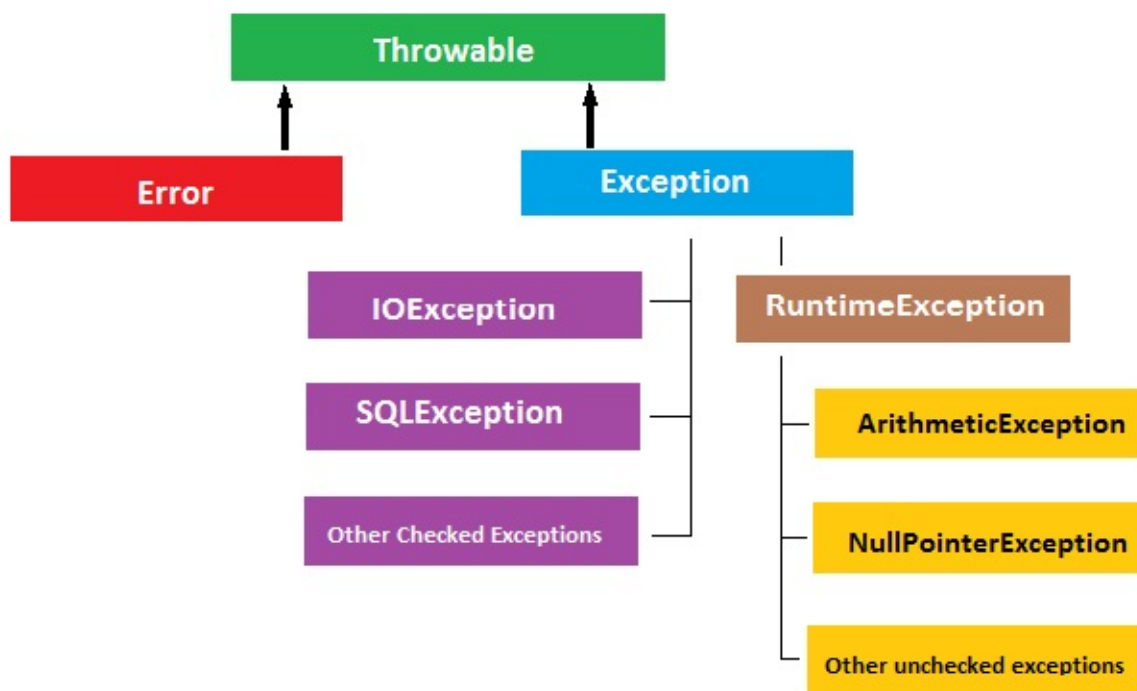 Throwable
Error
Exception
IOException
RuntimeException
SQLException
ArithmeticException
Other Checked Exceptions
NullPointerException
Other unchecked exceptions